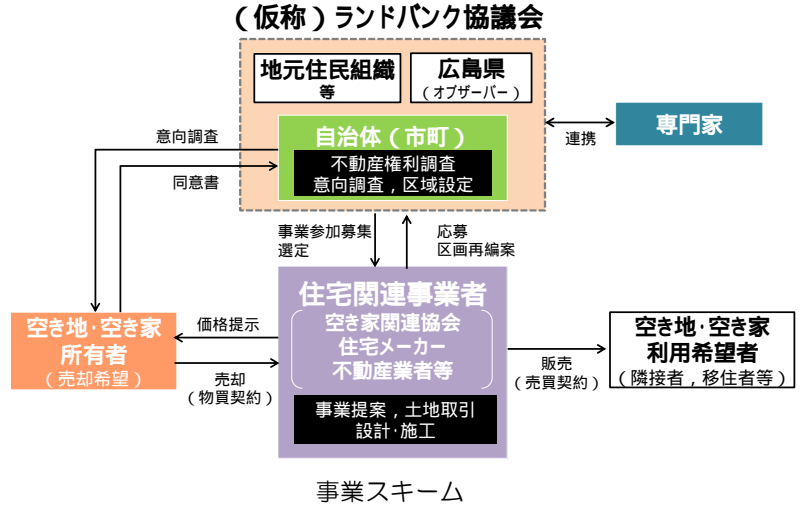 （仮称）ランドバンク協議会
地元住民組織
等
広島県
（オブザーバー）
自治体（市町）
不動産権利調査
意向調査，区域設定
連携
専門家
意向調査
同意書
事業参加募集
選定
応募
区画再編案
住宅関連事業者
空き家関連協会
住宅メーカー
不動産業者等
事業提案，土地取引
設計･施工
空き地･空き家
所有者
（売却希望）
価格提示
売却
（物買契約）
販売
（売買契約）
空き地･空き家
利用希望者
（隣接者，移住者等）
事業スキーム